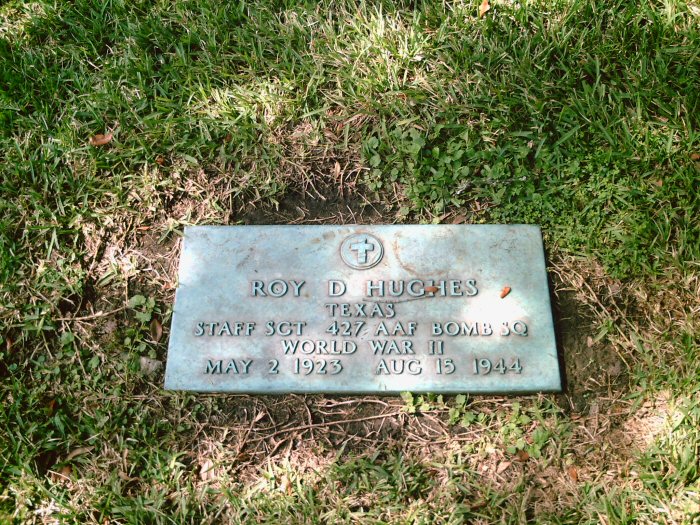 ROY D HUGHES
TEXAS
STAFF SGT 427 AAF BOMB SQ
WORLD WAR II
MAY 2 1923 AUG 15 1944